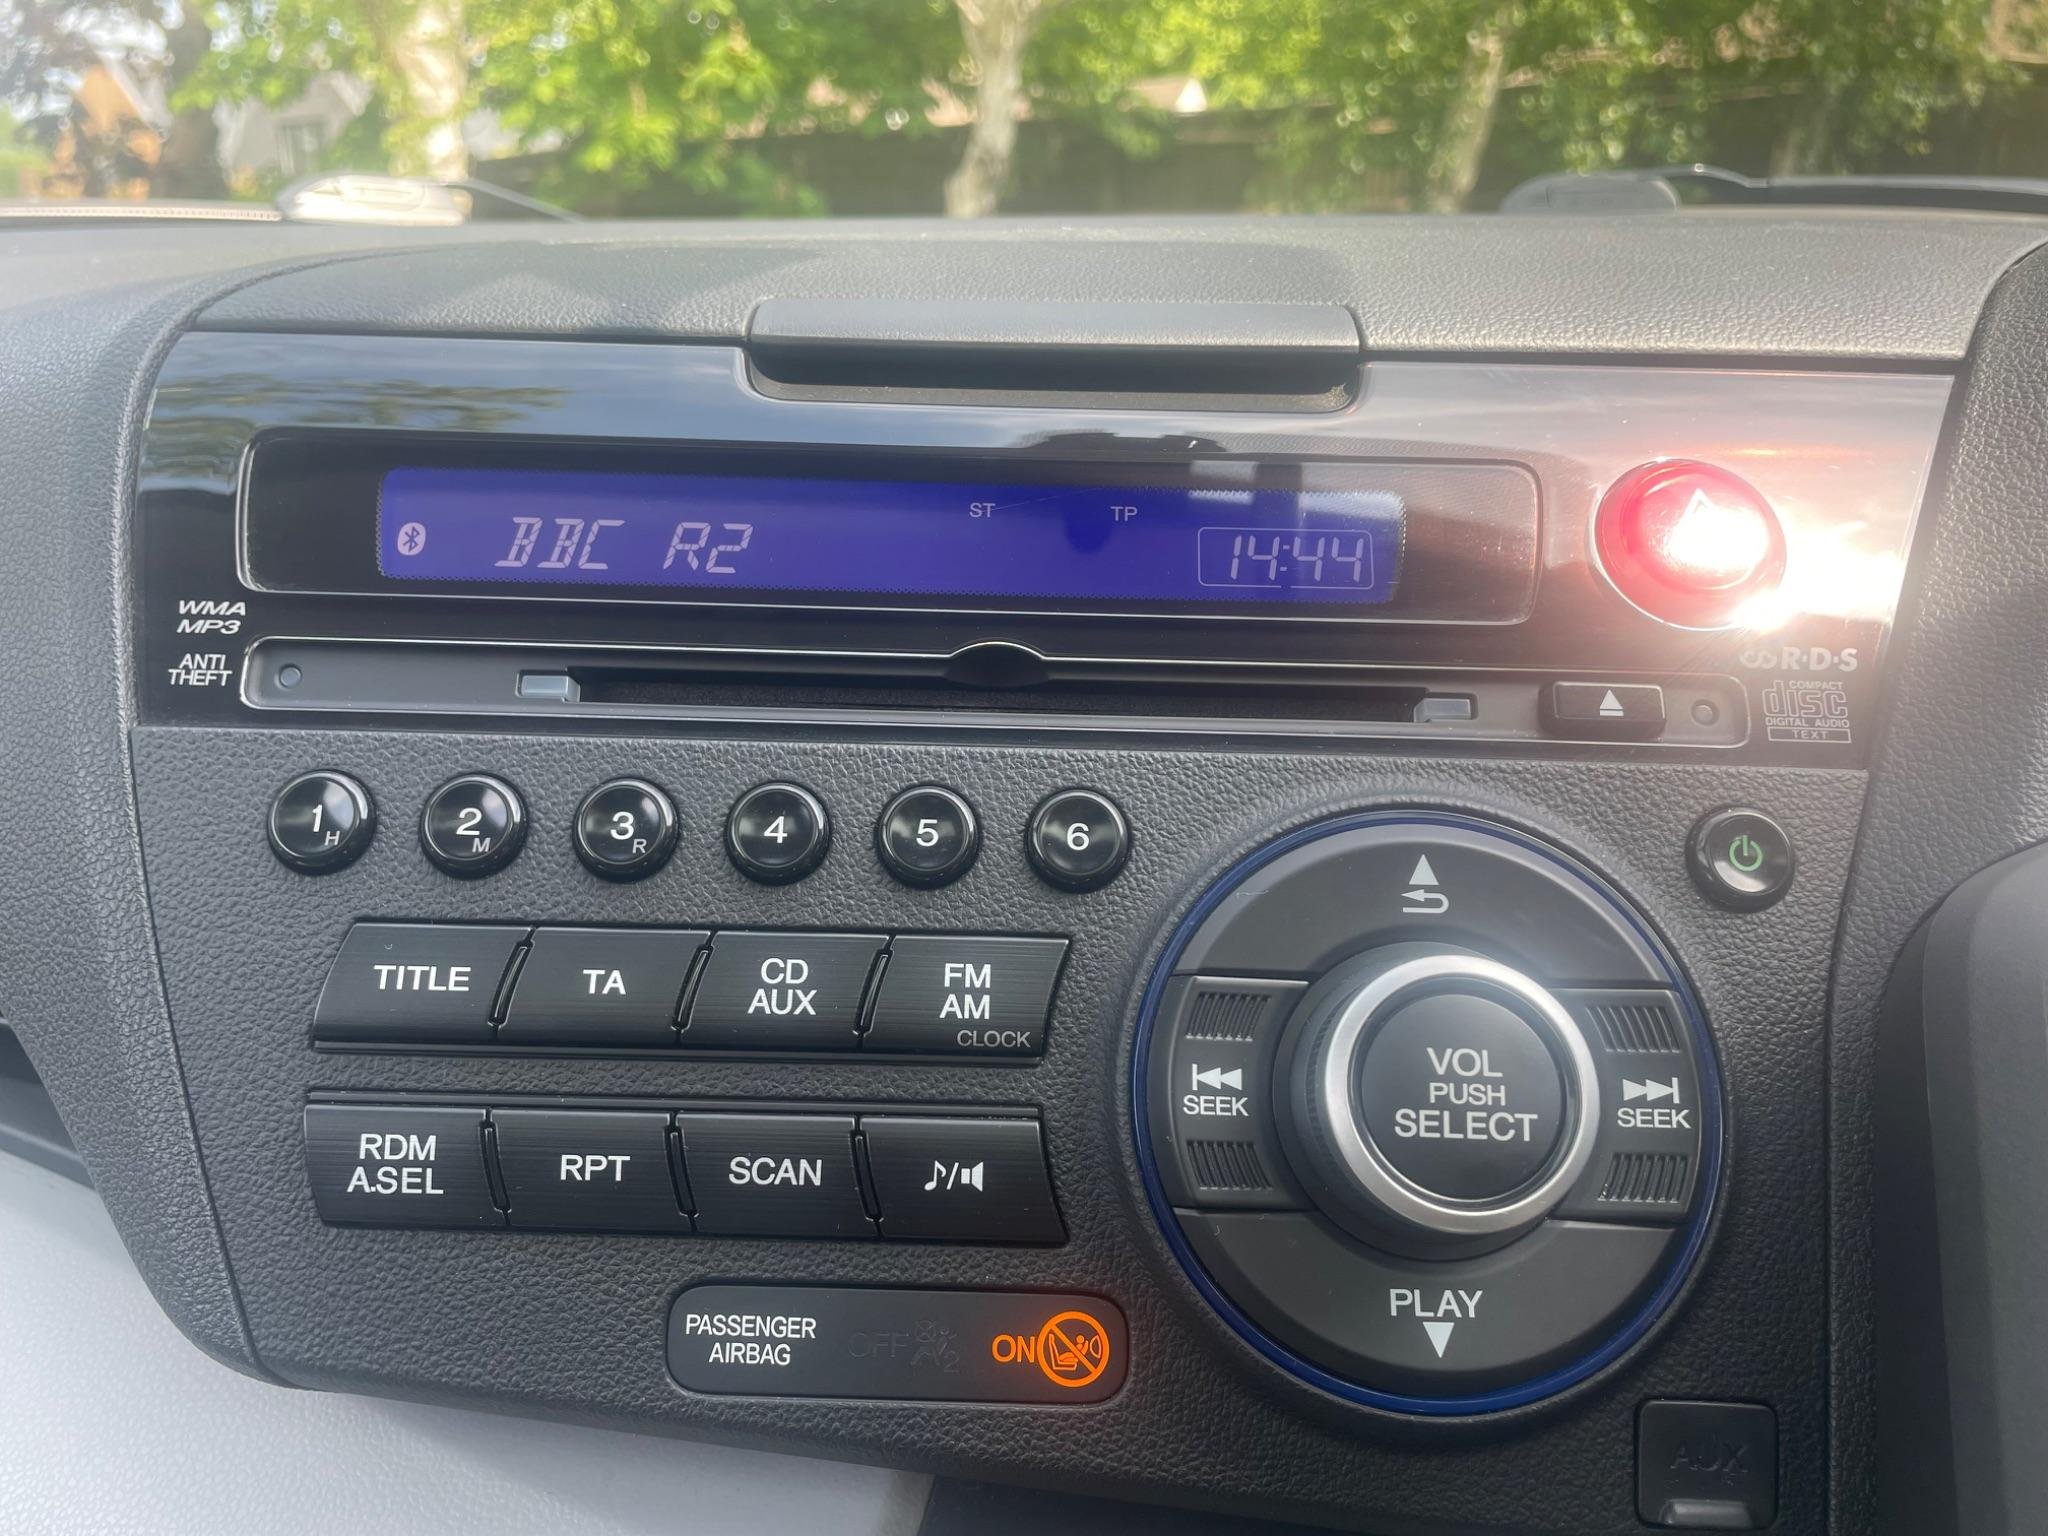 ST TP
BBC R2 14:44
WMA
MP3
ANTI
THEFT
R·D·S
COMPACT
disc
DIGITAL AUDIO
TEXT
1 H
2 M
3 R
4
5
6
TITLE
TA
CD
AUX
FM
AM
CLOCK
RDM
A.SEL
RPT
SCAN
SEEK
VOL
PUSH
SELECT
SEEK
PLAY
PASSENGER
AIRBAG
OFF
ON
AUX